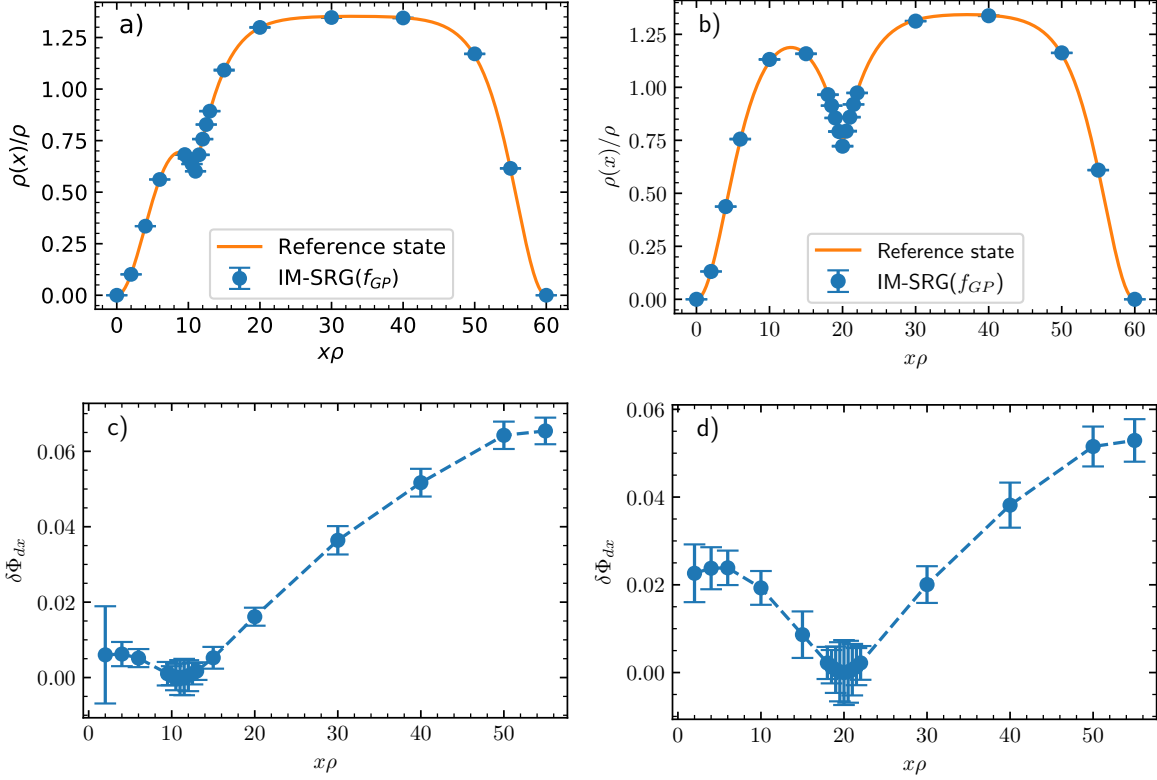 a)
ρ(x)/ρ
1.25
1.00
0.75
0.50
0.25
0.00
Reference state
IM-SRG(f_GP)
0 10 20 30 40 50 60
xρ
b)
ρ(x)/ρ
1.25
1.00
0.75
0.50
0.25
0.00
Reference state
IM-SRG(f_GP)
0 10 20 30 40 50 60
xρ
c)
δΦ_dx
0.06
0.04
0.02
0.00
0 10 20 30 40 50
xρ
d)
δΦ_dx
0.06
0.04
0.02
0.00
0 10 20 30 40 50
xρ